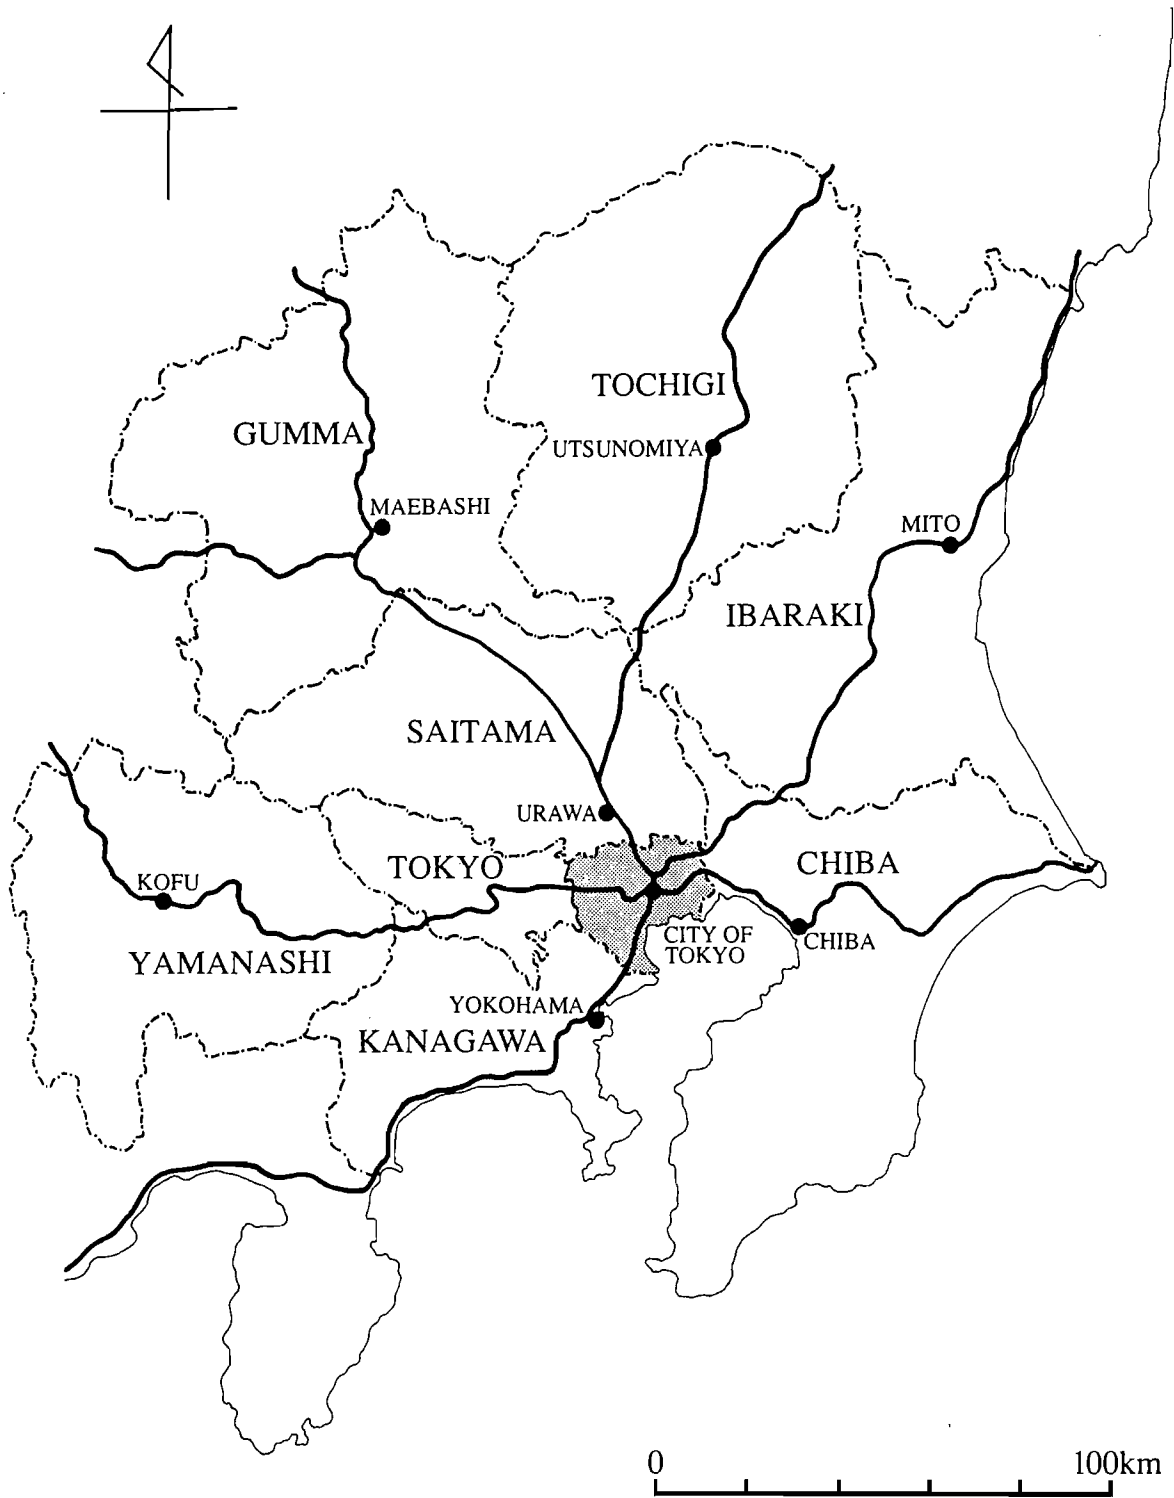 TOCHIGI
GUMMA
UTSUNOMIYA
MAEBASHI
MITO
IBARAKI
SAITAMA
URAWA
TOKYO
CHIBA
KOFU
CITY OF
TOKYO
CHIBA
YAMANASHI
YOKOHAMA
KANAGAWA
0 100km